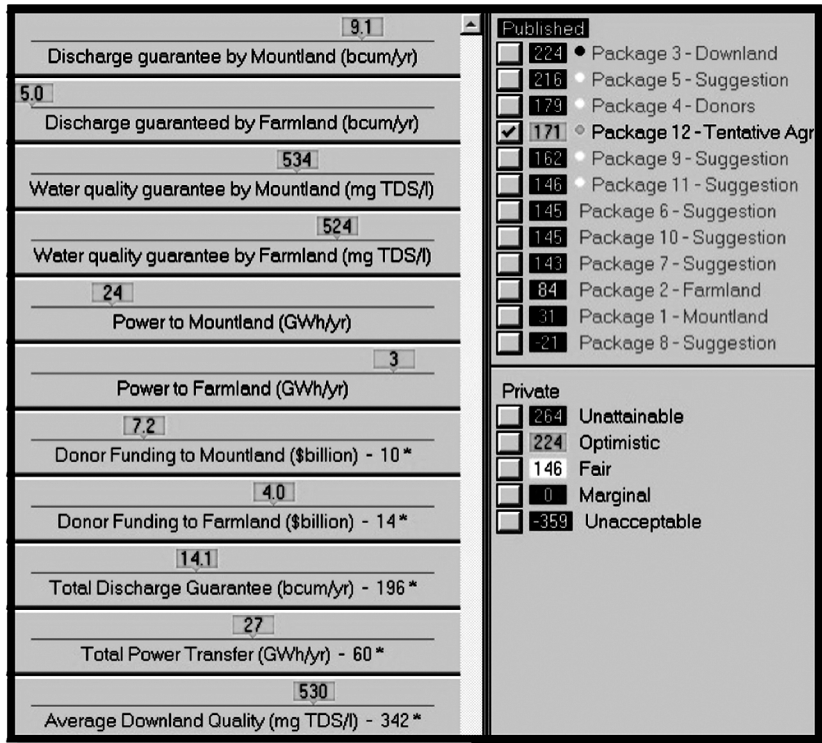 9.1
Discharge guarantee by Mountland (bcum/yr)
5.0
Discharge guaranteed by Farmland (bcum/yr)
534
Water quality guarantee by Mountland (mg TDS/l)
524
Water quality guarantee by Farmland (mg TDS/l)
24
Power to Mountland (GWh/yr)
3
Power to Farmland (GWh/yr)
7.2
Donor Funding to Mountland ($billion) - 10*
4.0
Donor Funding to Farmland ($billion) - 14*
14.1
Total Discharge Guarantee (bcum/yr) - 196*
27
Total Power Transfer (GWh/yr) - 60*
530
Average Downland Quality (mg TDS/l) - 342*
Published
224 Package 3 - Downland
216 Package 5 - Suggestion
179 Package 4 - Donors
171 Package 12 - Tentative Agr
162 Package 9 - Suggestion
146 Package 11 - Suggestion
145 Package 6 - Suggestion
145 Package 10 - Suggestion
143 Package 7 - Suggestion
84 Package 2 - Farmland
31 Package 1 - Mountland
-21 Package 8 - Suggestion
Private
264 Unattainable
224 Optimistic
146 Fair
0 Marginal
-359 Unacceptable